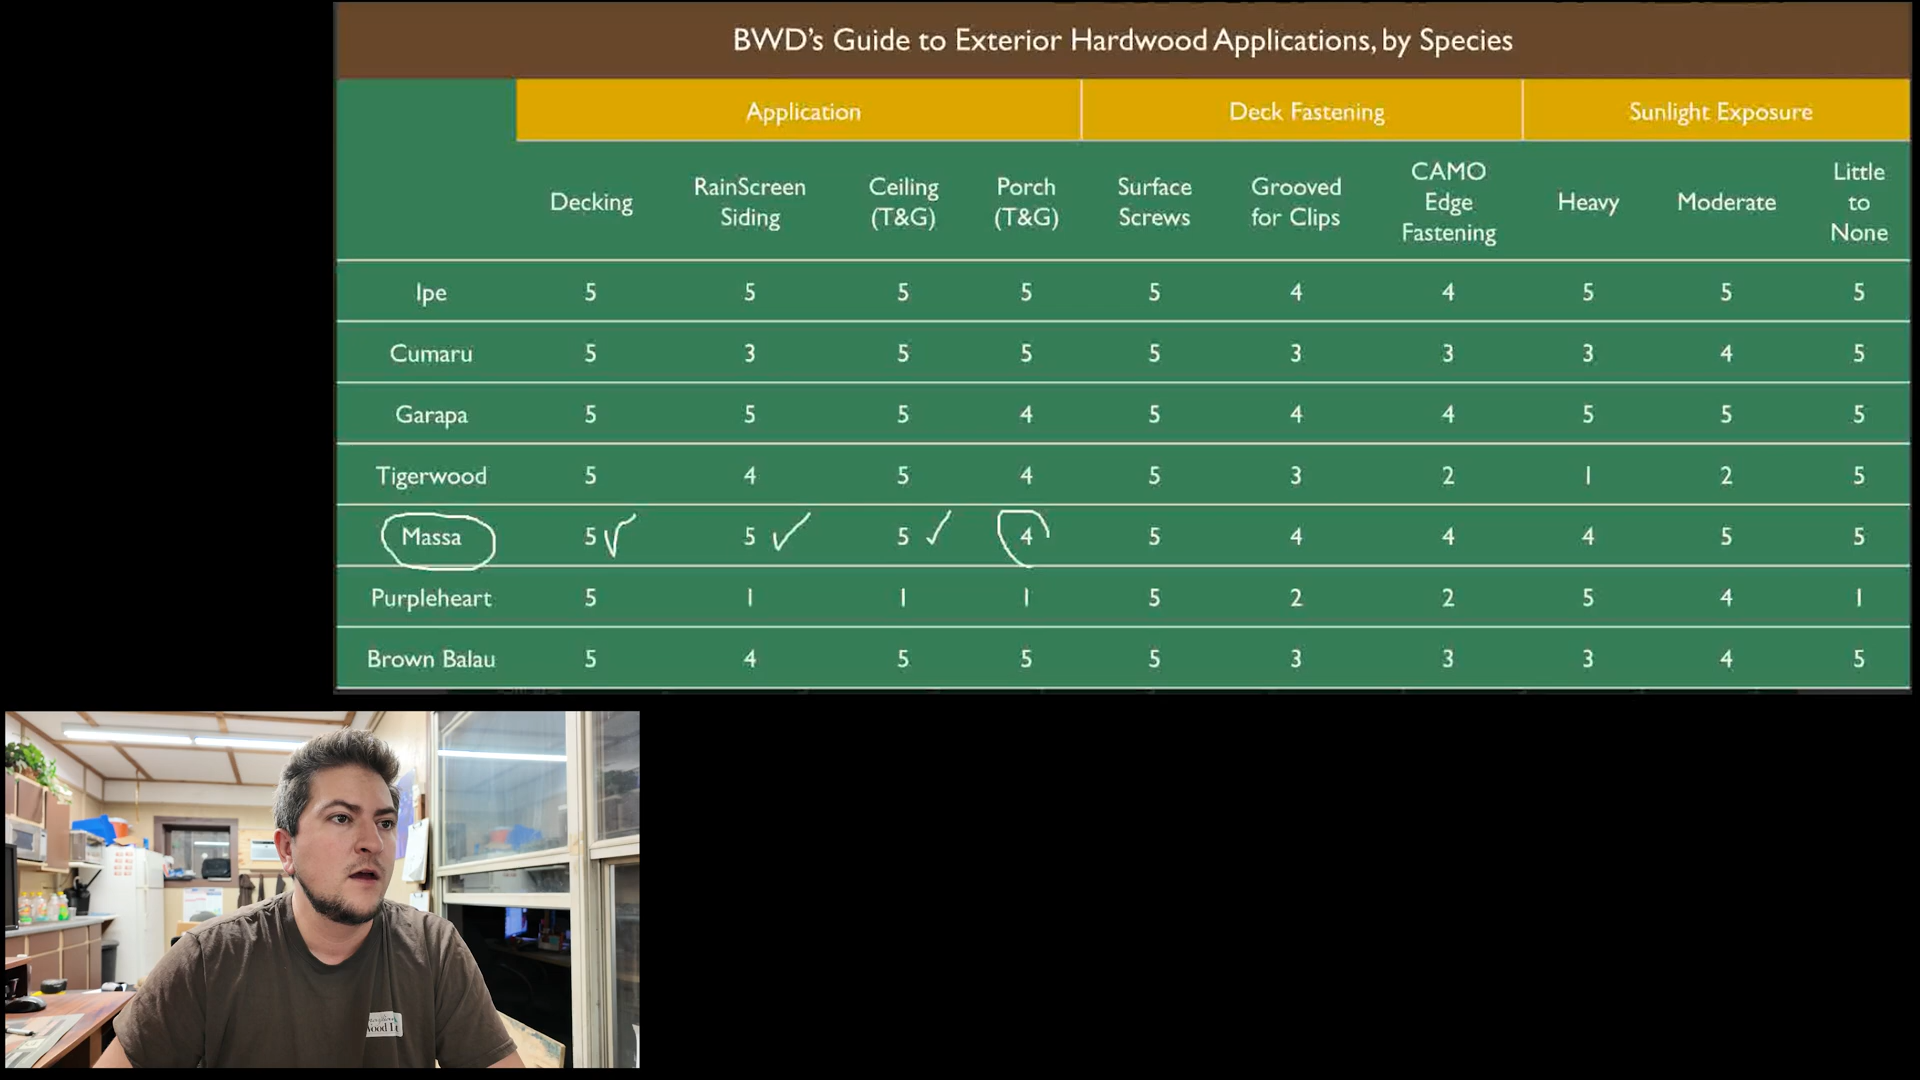 BWD's Guide to Exterior Hardwood Applications, by Species
Application Deck Fastening Sunlight Exposure
Decking RainScreen Siding Ceiling (T&G) Porch (T&G) Surface Screws Grooved for Clips CAMO Edge Fastening Heavy Moderate Little to None
Ipe 5 5 5 5 5 4 4 5 5 5
Cumaru 5 3 5 5 5 3 3 3 4 5
Garapa 5 5 5 4 5 4 4 5 5 5
Tigerwood 5 4 5 4 5 3 2 1 2 5
Massa 5 5 5 4 5 4 4 4 5 5
Purpleheart 5 1 1 1 5 2 2 5 4 1
Brown Balau 5 4 5 5 5 3 3 3 4 5